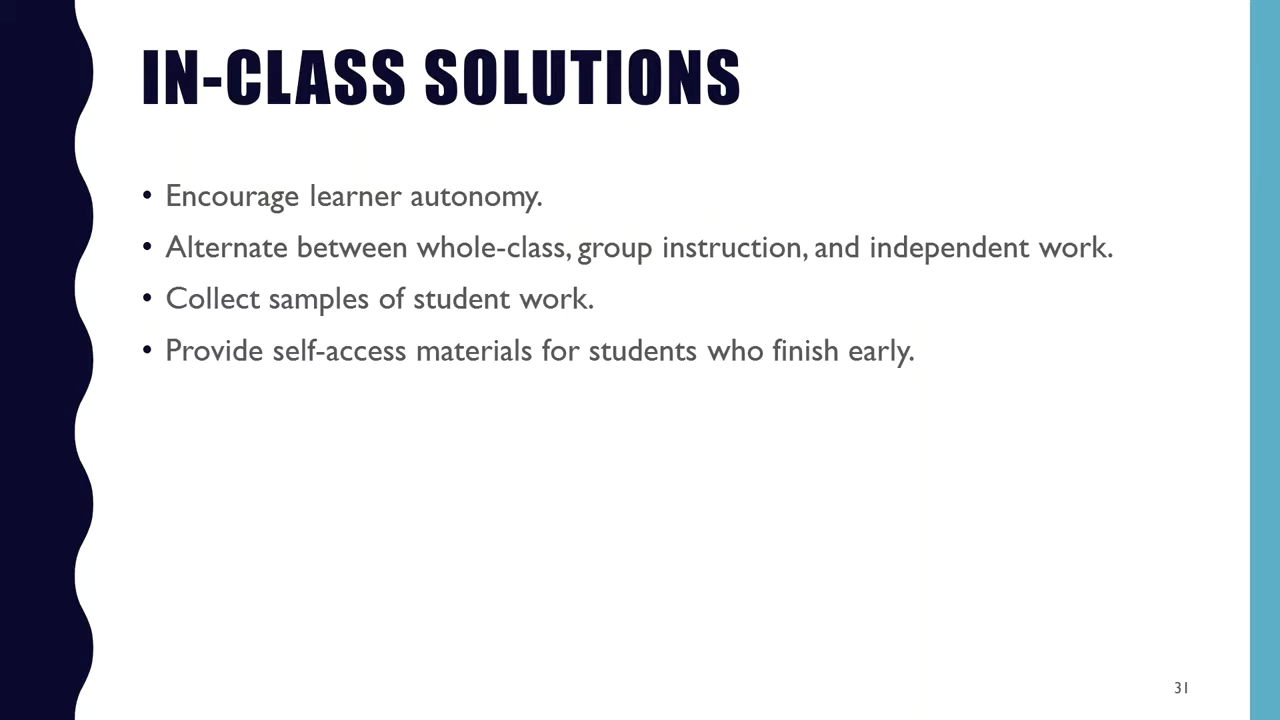 IN-CLASS SOLUTIONS
• Encourage learner autonomy.
• Alternate between whole-class, group instruction, and independent work.
• Collect samples of student work.
• Provide self-access materials for students who finish early.
31